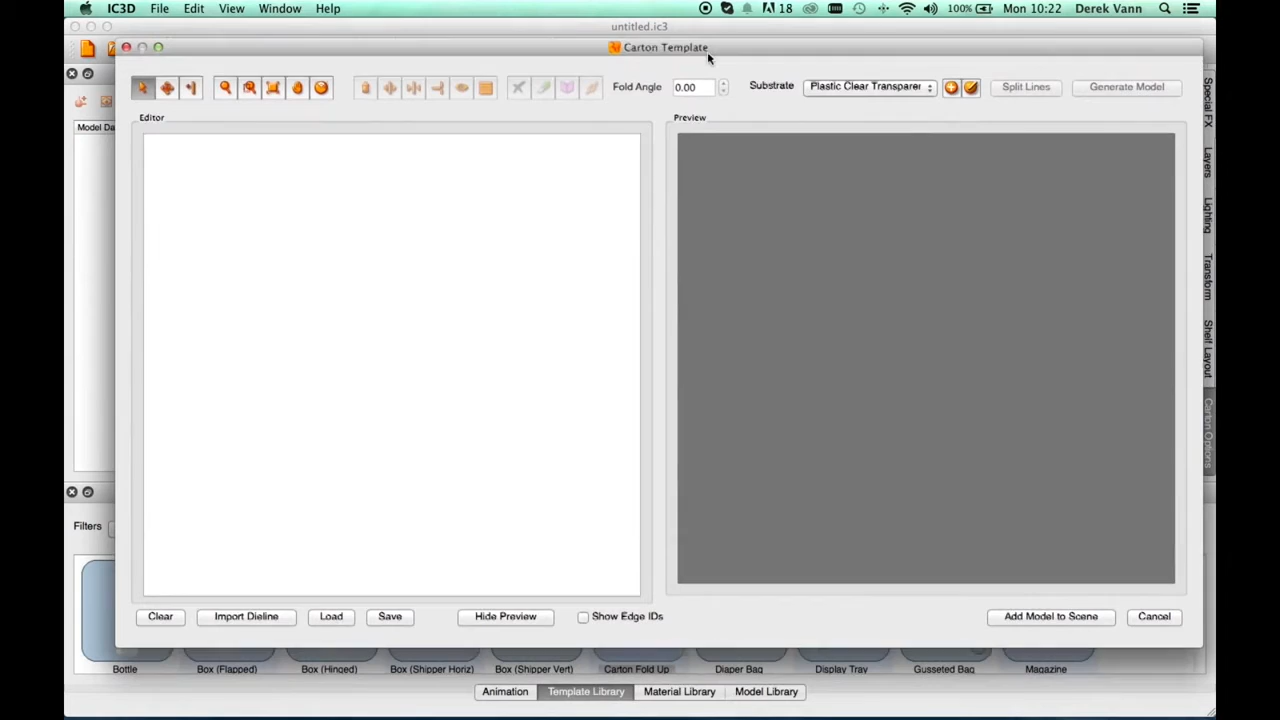 IC3D File Edit View Window Help 18 100% Mon 10:22 Derek Vann
untitled.ic3
Carton Template
Fold Angle 0.00 Substrate Plastic Clear Transparer Split Lines Generate Model
Editor Preview
Model Da
Special FX
Layers
Lighting
Transform
Shelf Layout
Carton Options
Filters
Clear Import Dieline Load Save Hide Preview Show Edge IDs Add Model to Scene Cancel
Bottle Box (Flapped) Box (Hinged) Box (Shipper Horiz) Box (Shipper Vert) Carton Fold Up Diaper Bag Display Tray Gusseted Bag Magazine
Animation Template Library Material Library Model Library